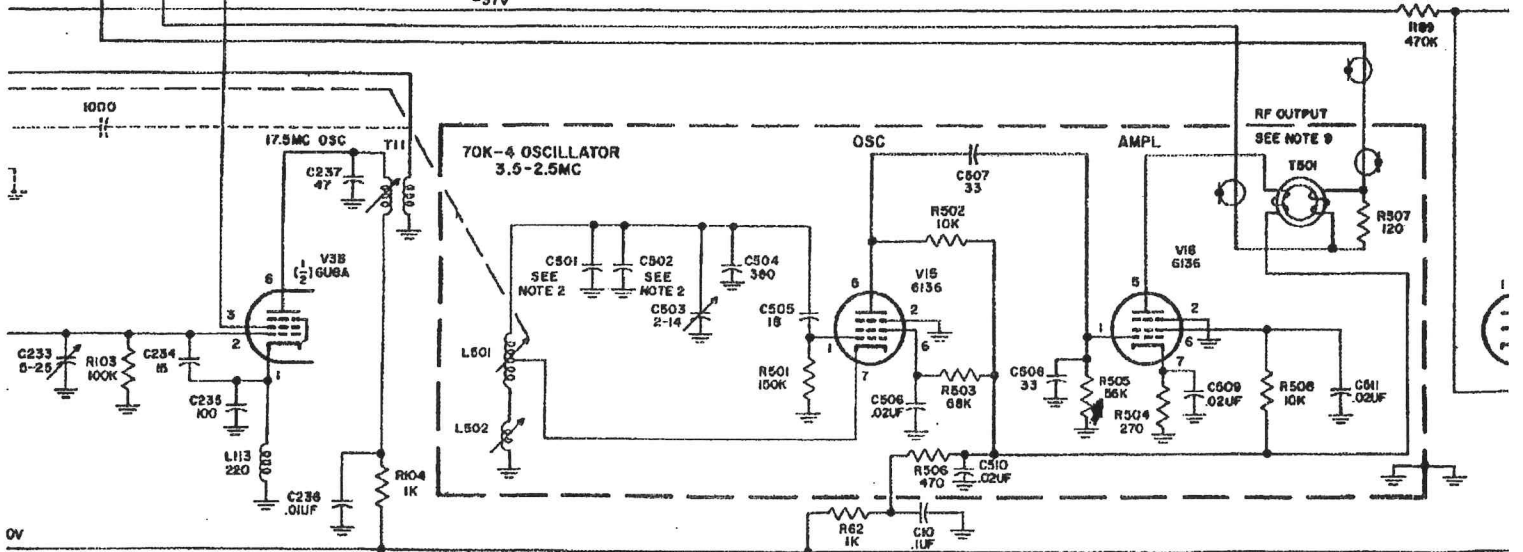 R189
470K
1000
17.5MC OSC
T11
C237
47
V3B
(1/2) 6U8A
6
3
2
1
C233
5-25
R103
100K
C234
15
C235
100
L113
220
C236
.01UF
R104
1K
OV
70K-4 OSCILLATOR
3.5-2.5MC
L501
L502
C501
SEE
NOTE 2
C502
SEE
NOTE 2
C503
2-14
C504
360
C505
18
R501
150K
OSC
V15
6136
5
1
2
6
7
R502
10K
C507
33
C506
.02UF
R503
68K
R506
470
C510
.02UF
R62
1K
C10
.1UF
AMPL
V16
6136
5
1
2
6
7
C508
33
R505
56K
R504
270
C509
.02UF
R508
10K
C511
.02UF
RF OUTPUT
SEE NOTE 9
T501
R507
120
1